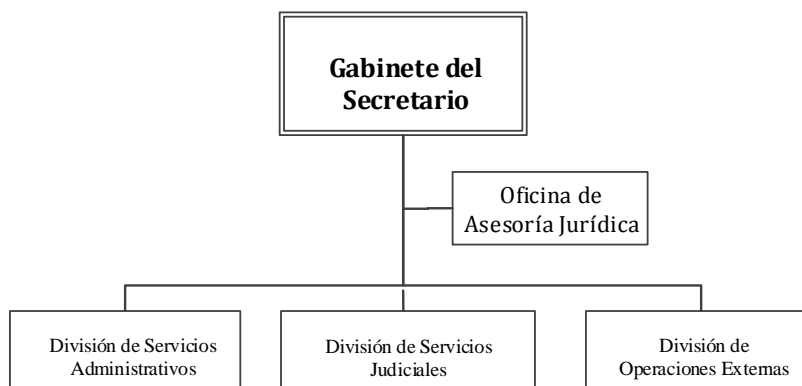 Gabinete del
Secretario
Oficina de
Asesoría Jurídica
División de Servicios
Administrativos
División de Servicios
Judiciales
División de
Operaciones Externas